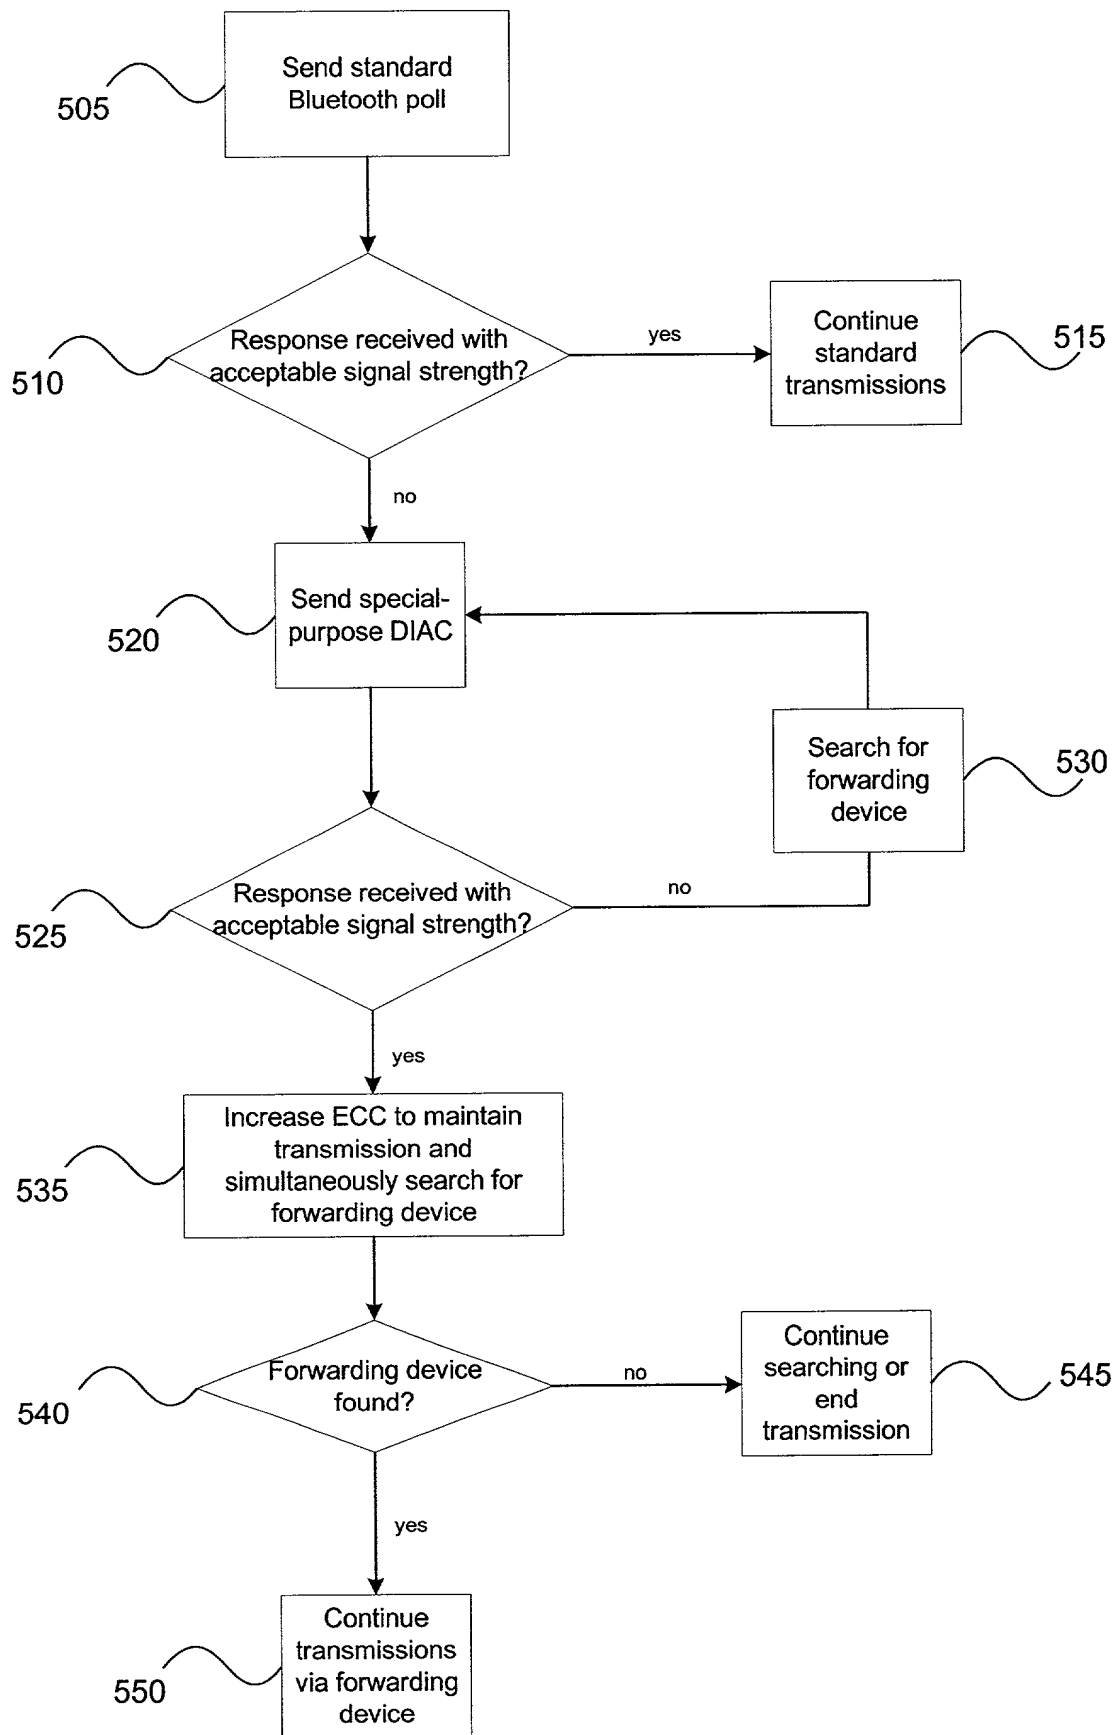 Send standard
Bluetooth poll
505
Response received with
acceptable signal strength?
510
yes
Continue
standard
transmissions
515
no
Send special-
purpose DIAC
520
Search for
forwarding
device
530
Response received with
acceptable signal strength?
525
no
yes
Increase ECC to maintain
transmission and
simultaneously search for
forwarding device
535
Forwarding device
found?
540
no
Continue
searching or
end
transmission
545
yes
Continue
transmissions
via forwarding
device
550